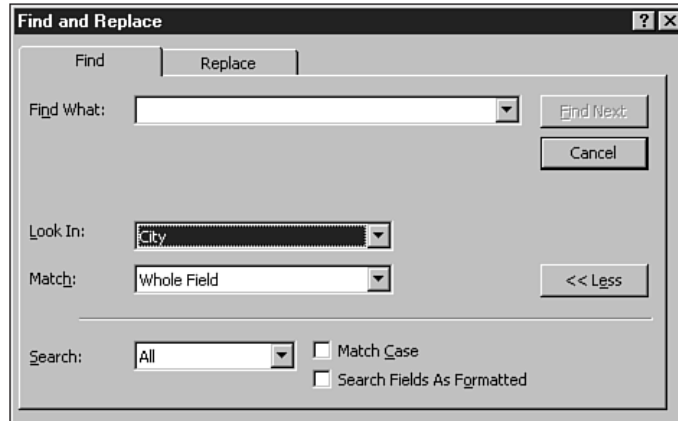 Find and Replace
Find Replace
Find What: Find Next
Cancel
Look In: City
Match: Whole Field << Less
Search: All Match Case
Search Fields As Formatted